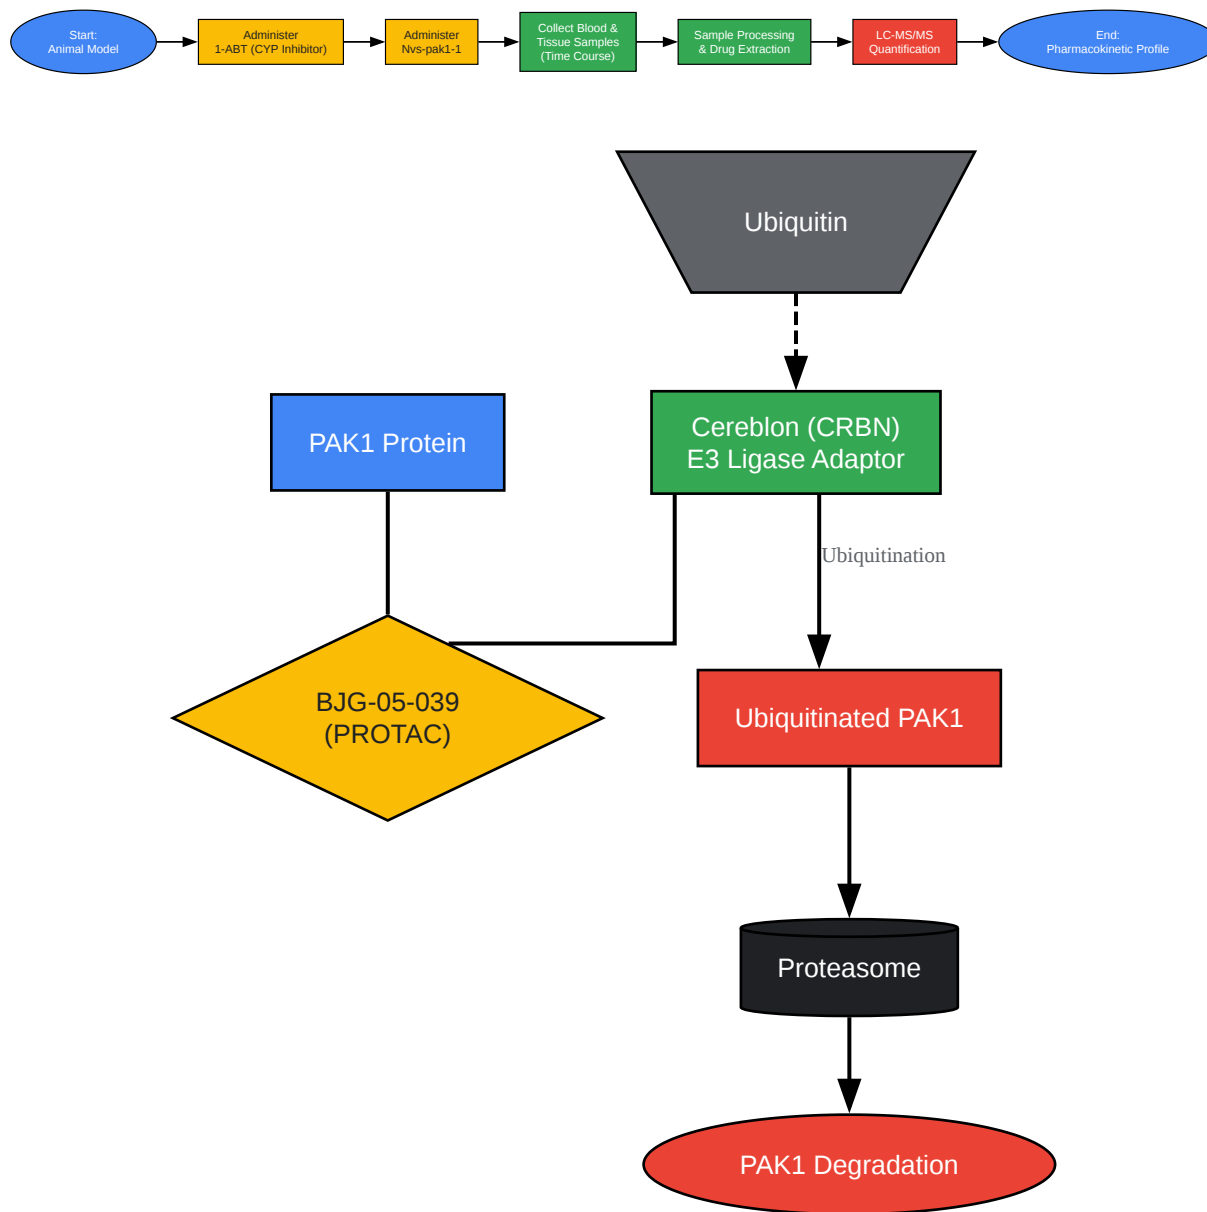 Start:
Animal Model
Administer
1-ABT (CYP Inhibitor)
Administer
Nvs-pak1-1
Collect Blood &
Tissue Samples
(Time Course)
Sample Processing
& Drug Extraction
LC-MS/MS
Quantification
End:
Pharmacokinetic Profile
Ubiquitin
PAK1 Protein
Cereblon (CRBN)
E3 Ligase Adaptor
Ubiquitination
BJG-05-039
(PROTAC)
Ubiquitinated PAK1
Proteasome
PAK1 Degradation